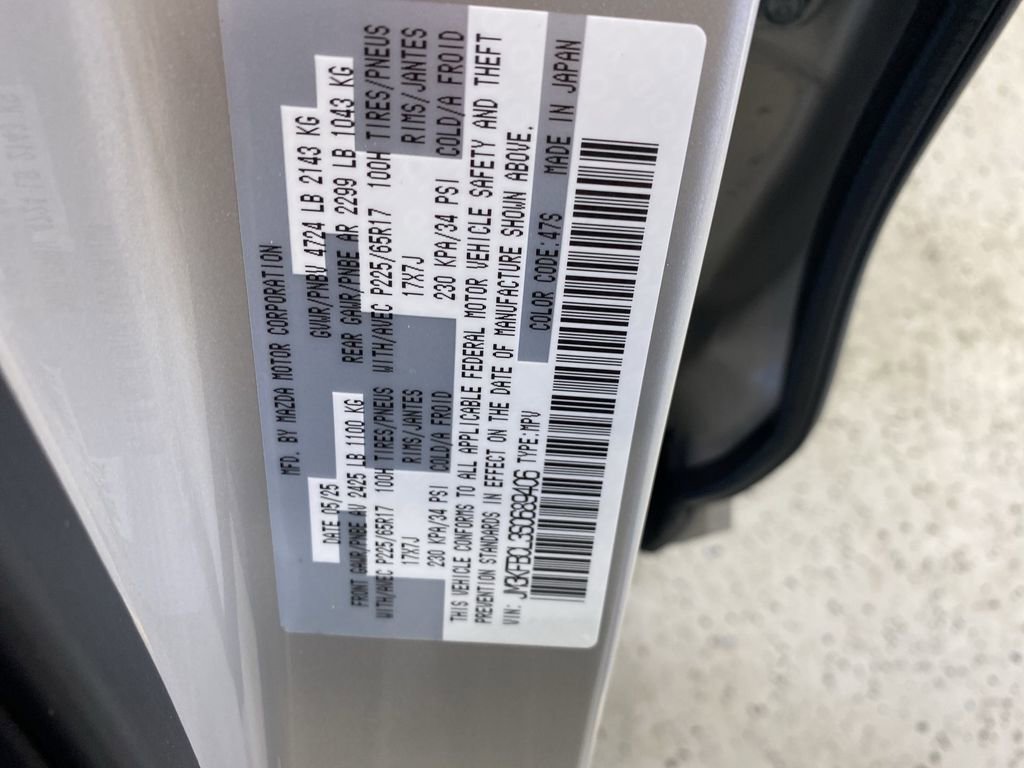 MFD. BY MAZDA MOTOR CORPORATION
DATE 05/25 GVWR/PNBV 4724 LB 2143 KG
FRONT GAWR/PNBE AV 2425 LB 1100 KG REAR GAWR/PNBE AR 2299 LB 1043 KG
WITH/AVEC P225/65R17 100H TIRES/PNEUS WITH/AVEC P225/65R17 100H TIRES/PNEUS
17X7J RIMS/JANTES 17X7J RIMS/JANTES
230 KPA/34 PSI COLD/A FROID 230 KPA/34 PSI COLD/A FROID
THIS VEHICLE CONFORMS TO ALL APPLICABLE FEDERAL MOTOR VEHICLE SAFETY AND THEFT
PREVENTION STANDARDS IN EFFECT ON THE DATE OF MANUFACTURE SHOWN ABOVE.
VIN: JM3KFBCL3S0689406 TYPE:MPV COLOR CODE:47S MADE IN JAPAN